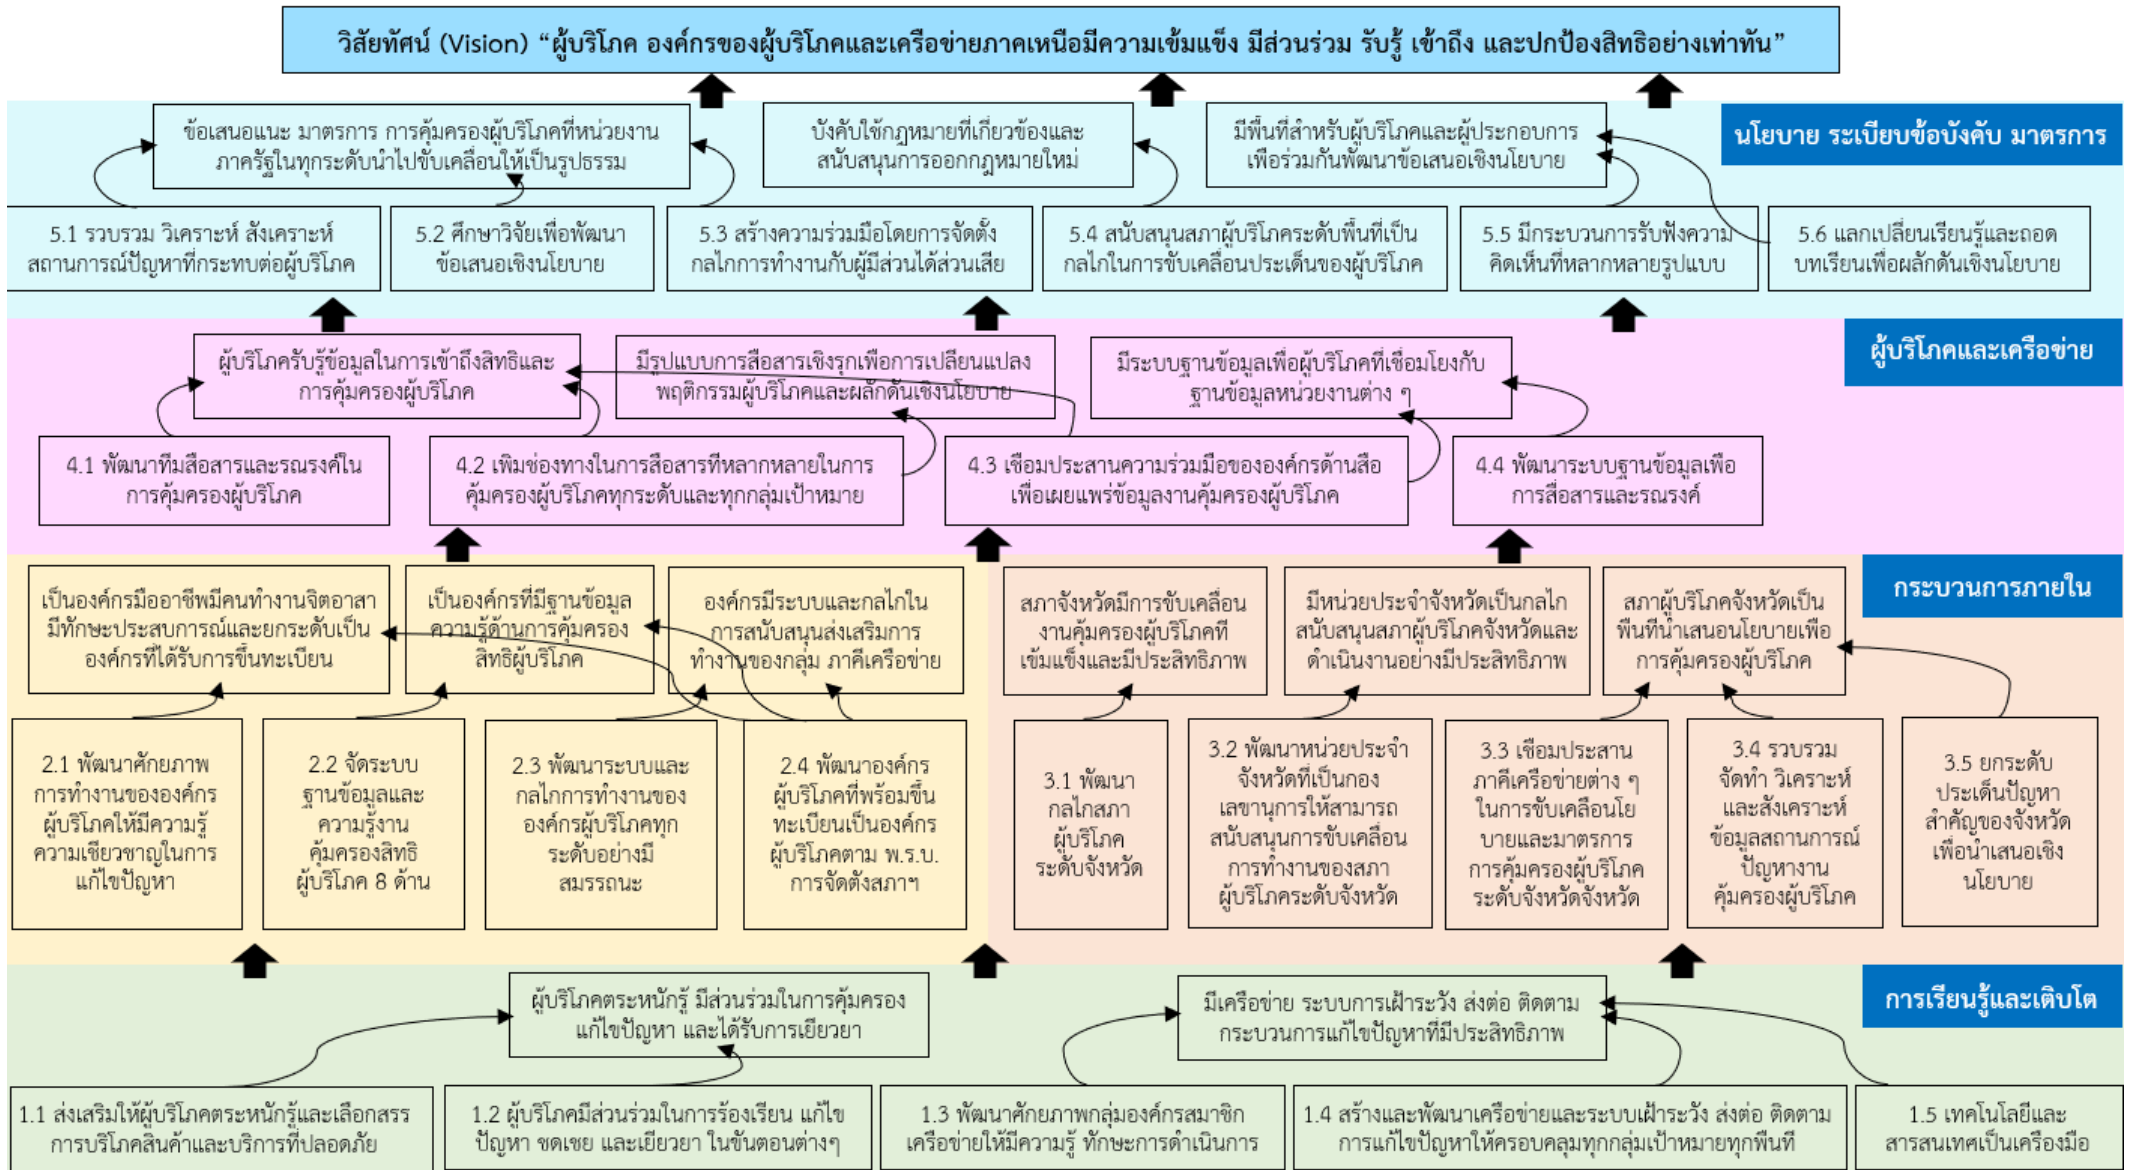 วิสัยทัศน์ (Vision) “ผู้บริโภค องค์กรของผู้บริโภคและเครือข่ายภาคเหนือมีความเข้มแข็ง มีส่วนร่วม รับรู้ เข้าถึง และปกป้องสิทธิอย่างเท่าทัน”
นโยบาย ระเบียบข้อบังคับ มาตรการ
ข้อเสนอแนะ มาตรการ การคุ้มครองผู้บริโภคที่หน่วยงาน
ภาครัฐในทุกระดับนำไปขับเคลื่อนให้เป็นรูปธรรม
บังคับใช้กฎหมายที่เกี่ยวข้องและ
สนับสนุนการออกกฎหมายใหม่
มีพื้นที่สำหรับผู้บริโภคและผู้ประกอบการ
เพื่อร่วมกันพัฒนาข้อเสนอเชิงนโยบาย
5.1 รวบรวม วิเคราะห์ สังเคราะห์
สถานการณ์ปัญหาที่กระทบต่อผู้บริโภค
5.2 ศึกษาวิจัยเพื่อพัฒนา
ข้อเสนอเชิงนโยบาย
5.3 สร้างความร่วมมือโดยการจัดตั้ง
กลไกการทำงานกับผู้มีส่วนได้ส่วนเสีย
5.4 สนับสนุนสภาผู้บริโภคระดับพื้นที่เป็น
กลไกในการขับเคลื่อนประเด็นของผู้บริโภค
5.5 มีกระบวนการรับฟังความ
คิดเห็นที่หลากหลายรูปแบบ
5.6 แลกเปลี่ยนเรียนรู้และถอด
บทเรียนเพื่อผลักดันเชิงนโยบาย
ผู้บริโภคและเครือข่าย
ผู้บริโภครับรู้ข้อมูลในการเข้าถึงสิทธิและ
การคุ้มครองผู้บริโภค
มีรูปแบบการสื่อสารเชิงรุกเพื่อการเปลี่ยนแปลง
พฤติกรรมผู้บริโภคและผลักดันเชิงนโยบาย
มีระบบฐานข้อมูลเพื่อผู้บริโภคที่เชื่อมโยงกับ
ฐานข้อมูลหน่วยงานต่าง ๆ
4.1 พัฒนาทีมสื่อสารและรณรงค์ใน
การคุ้มครองผู้บริโภค
4.2 เพิ่มช่องทางในการสื่อสารที่หลากหลายในการ
คุ้มครองผู้บริโภคทุกระดับและทุกกลุ่มเป้าหมาย
4.3 เชื่อมประสานความร่วมมือขององค์กรด้านสื่อ
เพื่อเผยแพร่ข้อมูลงานคุ้มครองผู้บริโภค
4.4 พัฒนาระบบฐานข้อมูลเพื่อ
การสื่อสารและรณรงค์
กระบวนการภายใน
เป็นองค์กรมืออาชีพมีคนทำงานจิตอาสา
มีทักษะประสบการณ์และยกระดับเป็น
องค์กรที่ได้รับการขึ้นทะเบียน
เป็นองค์กรที่มีฐานข้อมูล
ความรู้ด้านการคุ้มครอง
สิทธิผู้บริโภค
องค์กรมีระบบและกลไกใน
การสนับสนุนส่งเสริมการ
ทำงานของกลุ่ม ภาคีเครือข่าย
สภาจังหวัดมีการขับเคลื่อน
งานคุ้มครองผู้บริโภคที่
เข้มแข็งและมีประสิทธิภาพ
มีหน่วยประจำจังหวัดเป็นกลไก
สนับสนุนสภาผู้บริโภคจังหวัดและ
ดำเนินงานอย่างมีประสิทธิภาพ
สภาผู้บริโภคจังหวัดเป็น
พื้นที่นำเสนอนโยบายเพื่อ
การคุ้มครองผู้บริโภค
2.1 พัฒนาศักยภาพ
การทำงานขององค์กร
ผู้บริโภคให้มีความรู้
ความเชี่ยวชาญในการ
แก้ไขปัญหา
2.2 จัดระบบ
ฐานข้อมูลและ
ความรู้งาน
คุ้มครองสิทธิ
ผู้บริโภค 8 ด้าน
2.3 พัฒนาระบบและ
กลไกการทำงานของ
องค์กรผู้บริโภคทุก
ระดับอย่างมี
สมรรถนะ
2.4 พัฒนาองค์กร
ผู้บริโภคที่พร้อมขึ้น
ทะเบียนเป็นองค์กร
ผู้บริโภคตาม พ.ร.บ.
การจัดตั้งสภาฯ
3.1 พัฒนา
กลไกสภา
ผู้บริโภค
ระดับจังหวัด
3.2 พัฒนาหน่วยประจำ
จังหวัดที่เป็นกอง
เลขานุการให้สามารถ
สนับสนุนการขับเคลื่อน
การทำงานของสภา
ผู้บริโภคระดับจังหวัด
3.3 เชื่อมประสาน
ภาคีเครือข่ายต่าง ๆ
ในการขับเคลื่อนโย
บายและมาตรการ
การคุ้มครองผู้บริโภค
ระดับจังหวัดจังหวัด
3.4 รวบรวม
จัดทำ วิเคราะห์
และสังเคราะห์
ข้อมูลสถานการณ์
ปัญหางาน
คุ้มครองผู้บริโภค
3.5 ยกระดับ
ประเด็นปัญหา
สำคัญของจังหวัด
เพื่อนำเสนอเชิง
นโยบาย
การเรียนรู้และเติบโต
ผู้บริโภคตระหนักรู้ มีส่วนร่วมในการคุ้มครอง
แก้ไขปัญหา และได้รับการเยียวยา
มีเครือข่าย ระบบการเฝ้าระวัง ส่งต่อ ติดตาม
กระบวนการแก้ไขปัญหาที่มีประสิทธิภาพ
1.1 ส่งเสริมให้ผู้บริโภคตระหนักรู้และเลือกสรร
การบริโภคสินค้าและบริการที่ปลอดภัย
1.2 ผู้บริโภคมีส่วนร่วมในการร้องเรียน แก้ไข
ปัญหา ชดเชย และเยียวยา ในขั้นตอนต่างๆ
1.3 พัฒนาศักยภาพกลุ่มองค์กรสมาชิก
เครือข่ายให้มีความรู้ ทักษะการดำเนินการ
1.4 สร้างและพัฒนาเครือข่ายและระบบเฝ้าระวัง ส่งต่อ ติดตาม
การแก้ไขปัญหาให้ครอบคลุมทุกกลุ่มเป้าหมายทุกพื้นที่
1.5 เทคโนโลยีและ
สารสนเทศเป็นเครื่องมือ